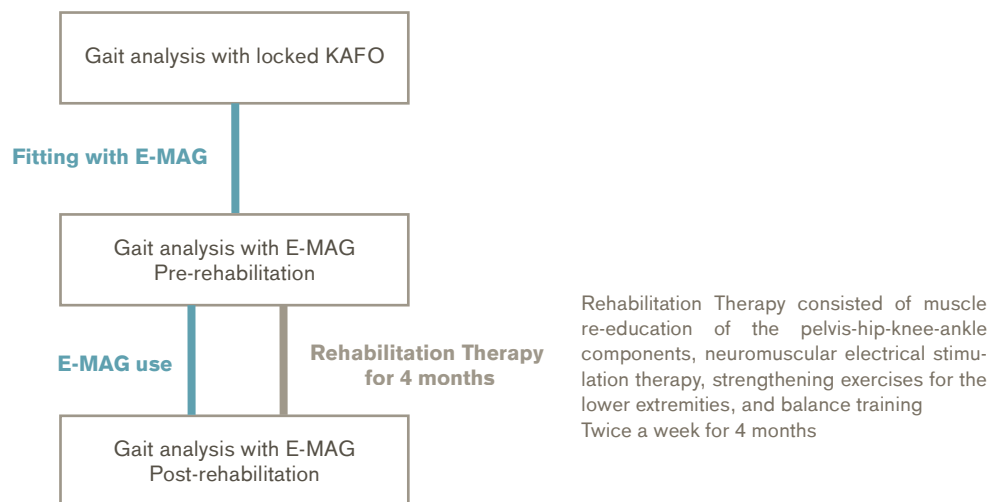 Gait analysis with locked KAFO
Fitting with E-MAG
Gait analysis with E-MAG
Pre-rehabilitation
E-MAG use
Rehabilitation Therapy
for 4 months
Rehabilitation Therapy consisted of muscle
re-education of the pelvis-hip-knee-ankle
components, neuromuscular electrical stimu-
lation therapy, strengthening exercises for the
lower extremities, and balance training
Twice a week for 4 months
Gait analysis with E-MAG
Post-rehabilitation